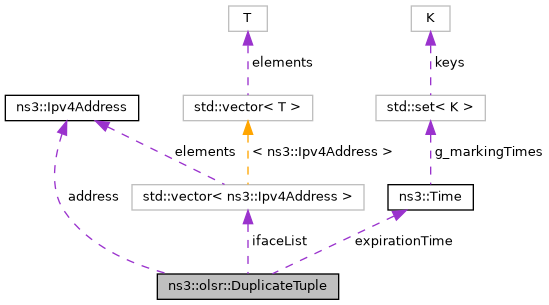 T
K
elements
keys
ns3::Ipv4Address
std::vector< T >
std::set< K >
elements
< ns3::Ipv4Address >
g_markingTimes
address
std::vector< ns3::Ipv4Address >
ns3::Time
ifaceList
expirationTime
ns3::olsr::DuplicateTuple